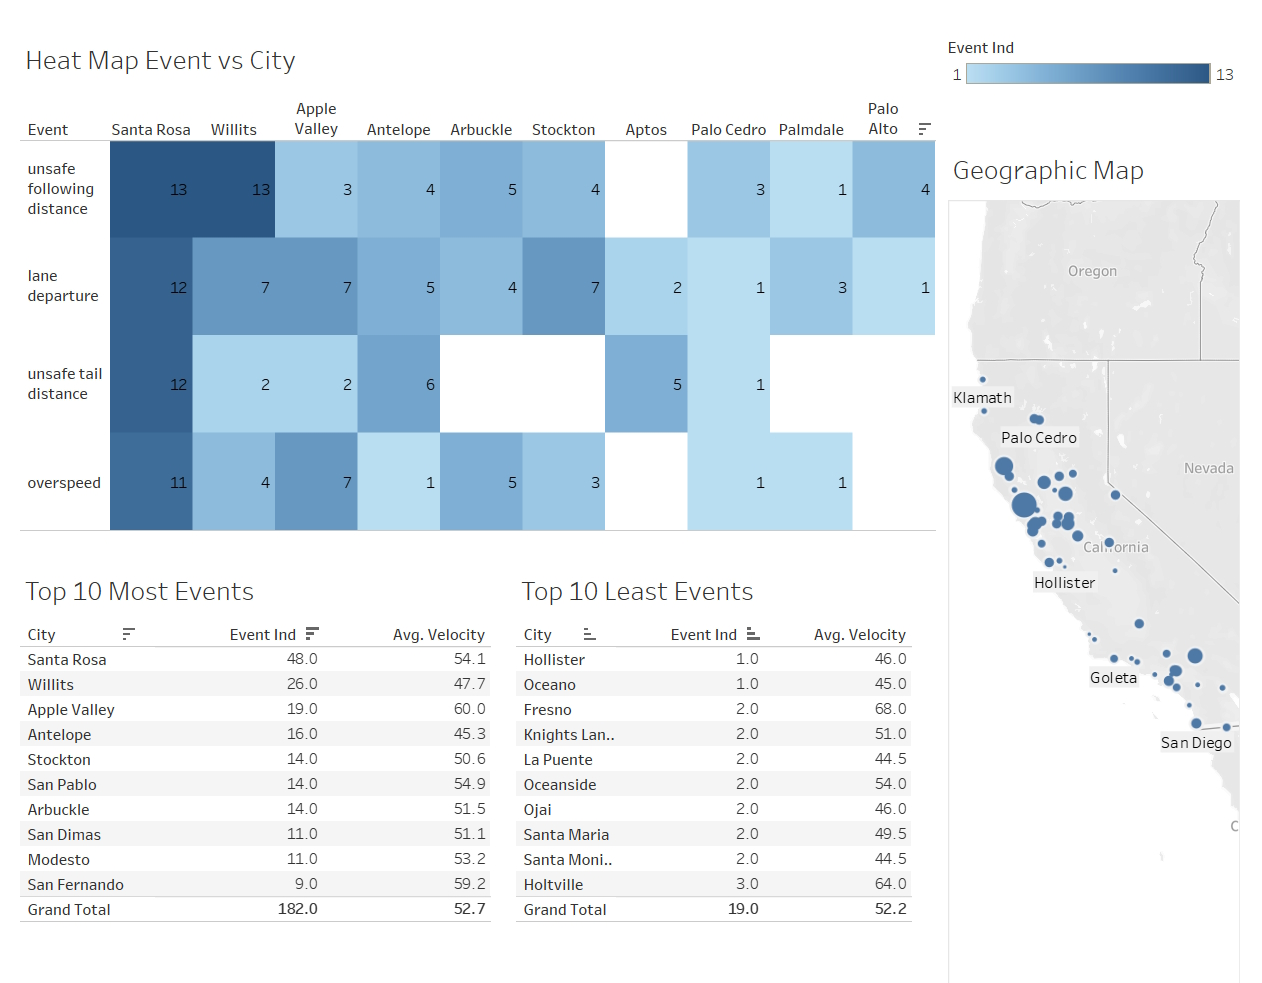 Heat Map Event vs City
Event Ind
1 13
Event Santa Rosa Willits Apple Valley Antelope Arbuckle Stockton Aptos Palo Cedro Palmdale Palo Alto
unsafe following distance 13 13 3 4 5 4 3 1 4
lane departure 12 7 7 5 4 7 2 1 3 1
unsafe tail distance 12 2 2 6 5 1
overspeed 11 4 7 1 5 3 1 1
Geographic Map
Oregon
Klamath
Palo Cedro
Nevada
California
Hollister
Goleta
San Diego
C
Top 10 Most Events
City Event Ind Avg. Velocity
Santa Rosa 48.0 54.1
Willits 26.0 47.7
Apple Valley 19.0 60.0
Antelope 16.0 45.3
Stockton 14.0 50.6
San Pablo 14.0 54.9
Arbuckle 14.0 51.5
San Dimas 11.0 51.1
Modesto 11.0 53.2
San Fernando 9.0 59.2
Grand Total 182.0 52.7
Top 10 Least Events
City Event Ind Avg. Velocity
Hollister 1.0 46.0
Oceano 1.0 45.0
Fresno 2.0 68.0
Knights Lan.. 2.0 51.0
La Puente 2.0 44.5
Oceanside 2.0 54.0
Ojai 2.0 46.0
Santa Maria 2.0 49.5
Santa Moni.. 2.0 44.5
Holtville 3.0 64.0
Grand Total 19.0 52.2